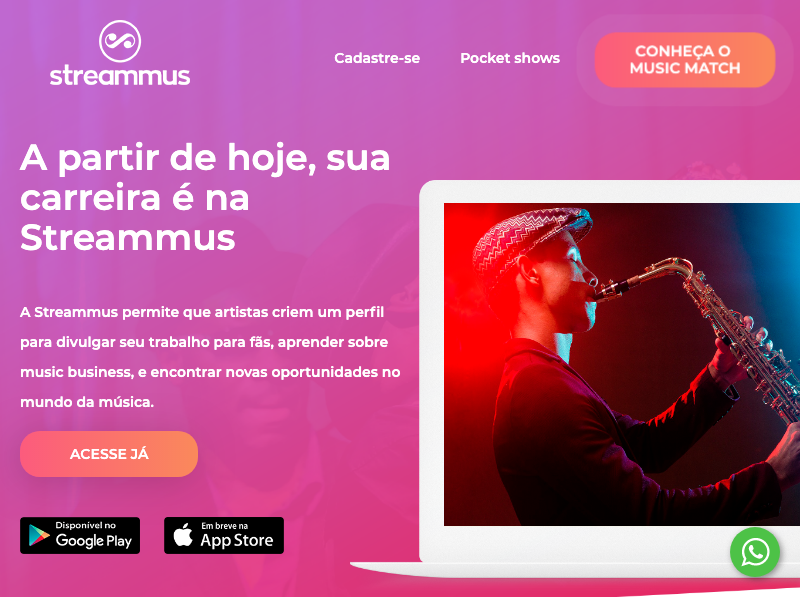 streammus
Cadastre-se
Pocket shows
CONHEÇA O
MUSIC MATCH
A partir de hoje, sua
carreira é na
Streammus
A Streammus permite que artistas criem um perfil
para divulgar seu trabalho para fãs, aprender sobre
music business, e encontrar novas oportunidades no
mundo da música.
ACESSE JÁ
Disponível no
Google Play
Em breve na
App Store